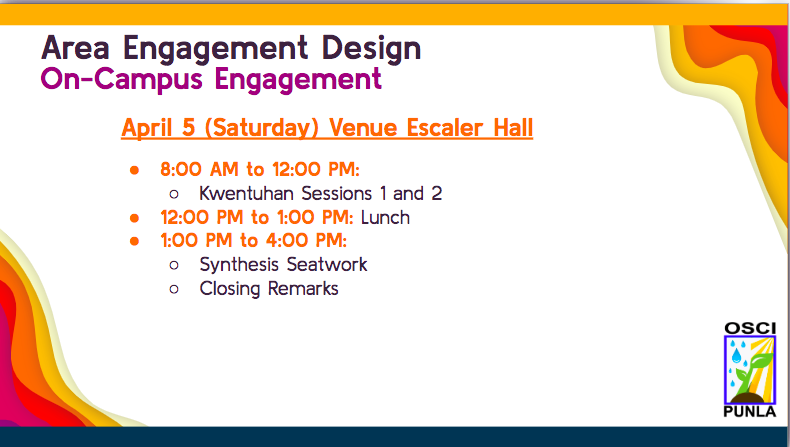 Area Engagement Design
On-Campus Engagement
April 5 (Saturday) Venue Escaler Hall
● 8:00 AM to 12:00 PM:
○ Kwentuhan Sessions 1 and 2
● 12:00 PM to 1:00 PM: Lunch
● 1:00 PM to 4:00 PM:
○ Synthesis Seatwork
○ Closing Remarks
OSCI
PUNLA